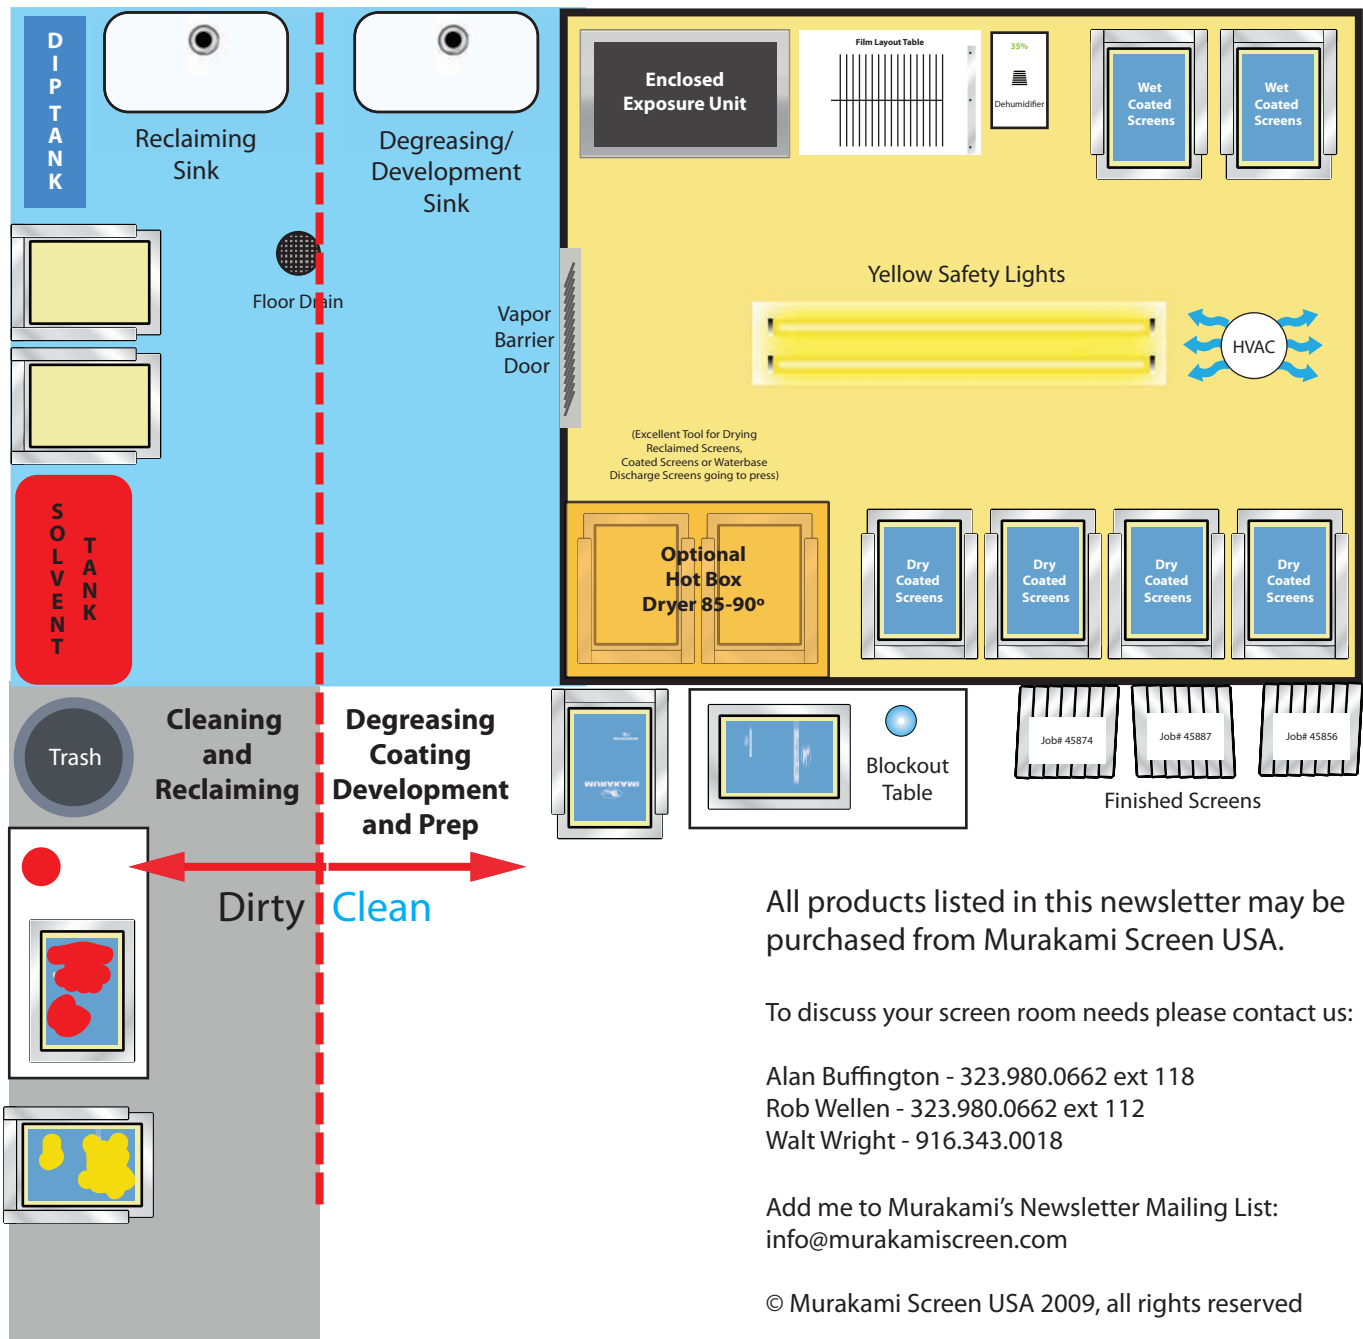 DIP TANK
Reclaiming
Sink
Degreasing/
Development
Sink
Floor Drain
Vapor
Barrier
Door
Enclosed
Exposure Unit
Film Layout Table
35%
Dehumidifier
Wet
Coated
Screens
Wet
Coated
Screens
Yellow Safety Lights
HVAC
(Excellent Tool for Drying
Reclaimed Screens,
Coated Screens or Waterbase
Discharge Screens going to press)
Optional
Hot Box
Dryer 85-90º
Dry
Coated
Screens
Dry
Coated
Screens
Dry
Coated
Screens
Dry
Coated
Screens
SOLVENT
TANK
Trash
Cleaning
and
Reclaiming
Degreasing
Coating
Development
and Prep
Dirty
Clean
MURAKAMI
Blockout
Table
Job# 45874
Job# 45887
Job# 45856
Finished Screens
All products listed in this newsletter may be
purchased from Murakami Screen USA.
To discuss your screen room needs please contact us:
Alan Buffington - 323.980.0662 ext 118
Rob Wellen - 323.980.0662 ext 112
Walt Wright - 916.343.0018
Add me to Murakami’s Newsletter Mailing List:
info@murakamiscreen.com
© Murakami Screen USA 2009, all rights reserved